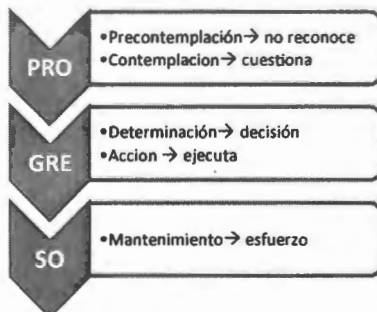 PRO
•Precontemplación→ no reconoce
•Contemplacion → cuestiona
GRE
•Determinación→ decisión
•Accion → ejecuta
SO
•Mantenimiento→ esfuerzo